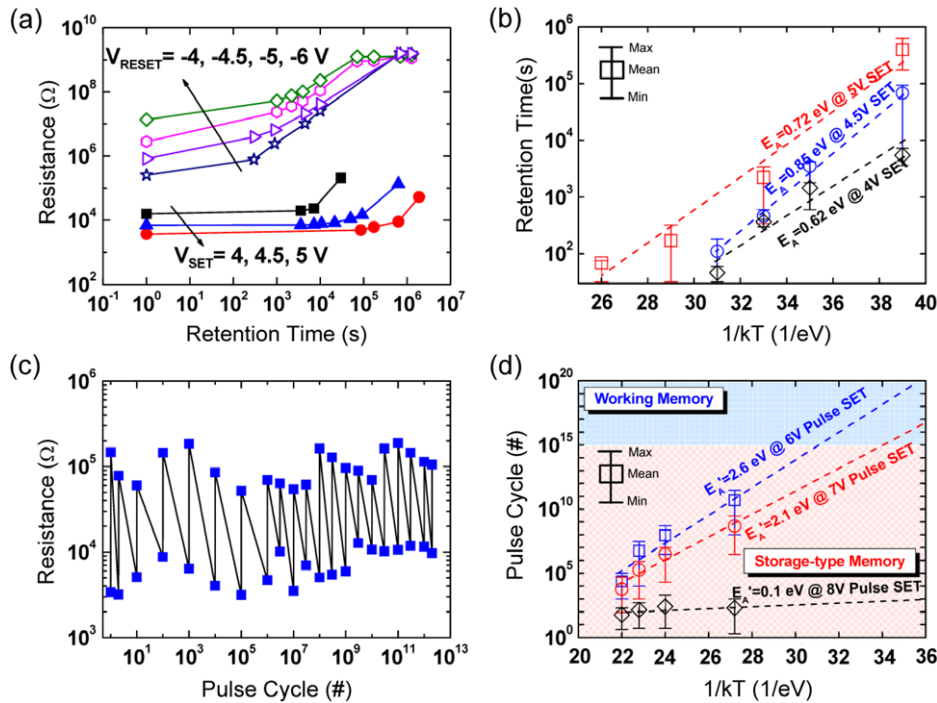 (a)
10^10
10^8
10^6
10^4
10^2
V_RESET= -4, -4.5, -5, -6 V
V_SET= 4, 4.5, 5 V
Resistance (Ω)
10^-1 10^0 10^1 10^2 10^3 10^4 10^5 10^6 10^7
Retention Time (s)
(b)
10^6
10^5
10^4
10^3
10^2
Max
Mean
Min
E_A=0.72 eV @ 5V SET
E_A=0.85 eV @ 4.5V SET
E_A=0.62 eV @ 4V SET
Retention Time(s)
26 28 30 32 34 36 38 40
1/kT (1/eV)
(c)
10^6
10^5
10^4
10^3
Resistance (Ω)
10^1 10^3 10^5 10^7 10^9 10^11 10^13
Pulse Cycle (#)
(d)
10^20
10^15
10^10
10^5
10^0
Working Memory
Max
Mean
Min
E_A'=2.6 eV @ 6V Pulse SET
E_A'=2.1 eV @ 7V Pulse SET
Storage-type Memory
E_A'=0.1 eV @ 8V Pulse SET
Pulse Cycle (#)
20 22 24 26 28 30 32 34 36
1/kT (1/eV)